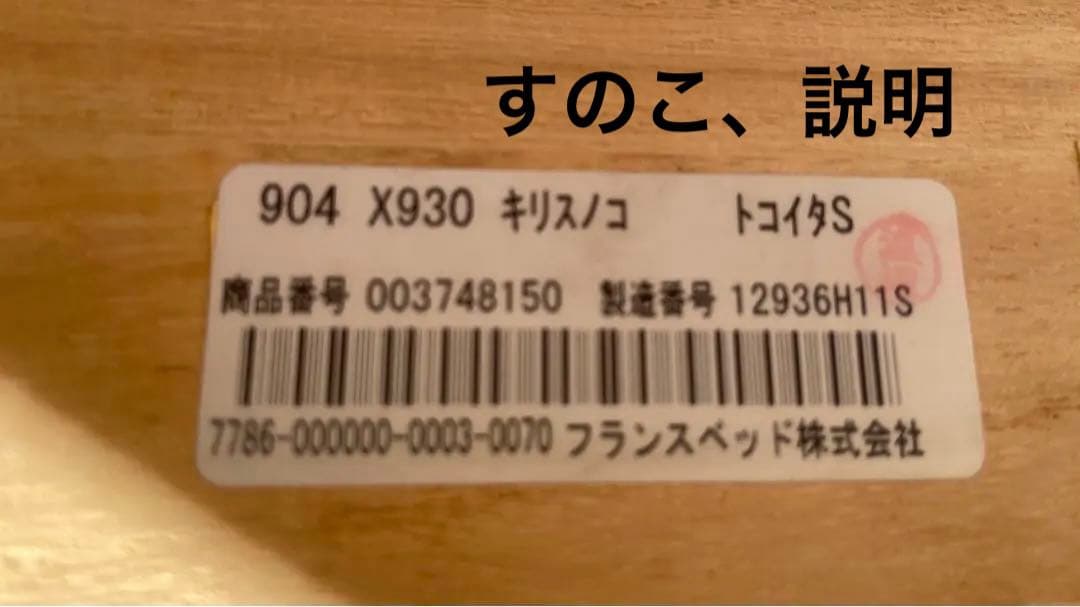 すのこ、説明
904 X930 ｷﾘｽﾉｺ ﾄｺｲﾀS
商品番号 003748150 製造番号 12936H11S
7786-000000-0003-0070 フランスベッド株式会社